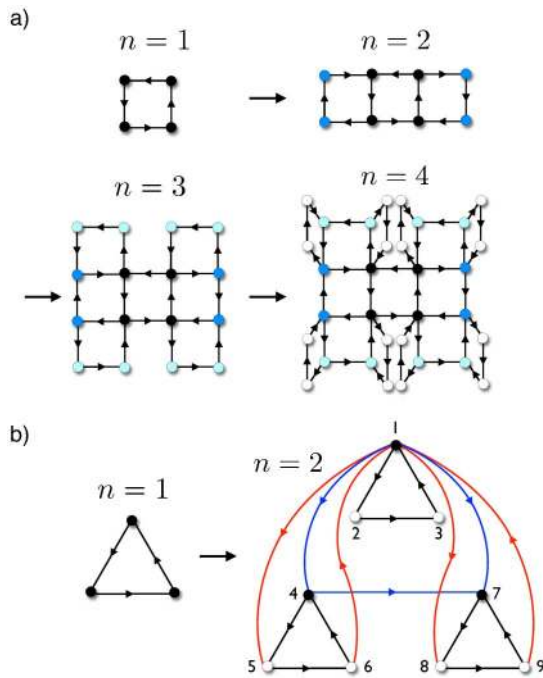 a)
n = 1
n = 2
n = 3
n = 4
b)
n = 1
n = 2
1
2 3
4 7
5 6 8 9